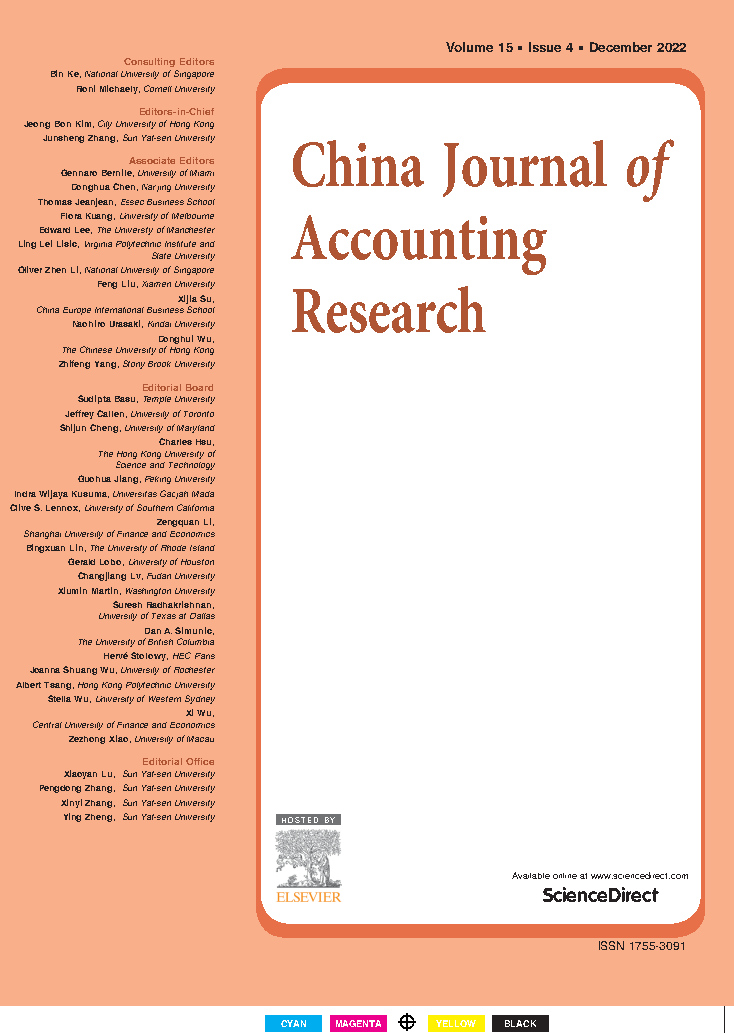 Volume 15 ▪ Issue 4 ▪ December 2022
Consulting Editors
Bin Ke, National University of Singapore
Roni Michaely, Cornell University
Editors-in-Chief
Jeong Bon Kim, City University of Hong Kong
Junsheng Zhang, Sun Yat-sen University
Associate Editors
Gennaro Bernile, University of Miami
Donghua Chen, Nanjing University
Thomas Jeanjean, Essec Business School
Flora Kuang, University of Melbourne
Edward Lee, The University of Manchester
Ling Lei Lisic, Virginia Polytechnic Institute and
State University
Oliver Zhen Li, National University of Singapore
Feng Liu, Xiamen University
Xijia Su,
China Europe International Business School
Naohiro Urasaki, Kindai University
Donghui Wu,
The Chinese University of Hong Kong
Zhifeng Yang, Stony Brook University
Editorial Board
Sudipta Basu, Temple University
Jeffrey Callen, University of Toronto
Shijun Cheng, University of Maryland
Charles Hsu,
The Hong Kong University of
Science and Technology
Guohua Jiang, Peking University
Indra Wijaya Kusuma, Universitas Gadjah Mada
Clive S. Lennox, University of Southern California
Zengquan Li,
Shanghai University of Finance and Economics
Bingxuan Lin, The University of Rhode Island
Gerald Lobo, University of Houston
Changjiang Lv, Fudan University
Xiumin Martin, Washington University
Suresh Radhakrishnan,
University of Texas at Dallas
Dan A. Simunic,
The University of British Columbia
Hervé Stolowy, HEC Paris
Joanna Shuang Wu, University of Rochester
Albert Tsang, Hong Kong Polytechnic University
Stella Wu, University of Western Sydney
Xi Wu,
Central University of Finance and Economics
Zezhong Xiao, University of Macau
Editorial Office
Xiaoyan Lu, Sun Yat-sen University
Pengdong Zhang, Sun Yat-sen University
Xinyi Zhang, Sun Yat-sen University
Ying Zheng, Sun Yat-sen University
China Journal of
Accounting
Research
HOSTED BY
ELSEVIER
Available online at www.sciencedirect.com
ScienceDirect
ISSN 1755-3091
CYAN MAGENTA YELLOW BLACK